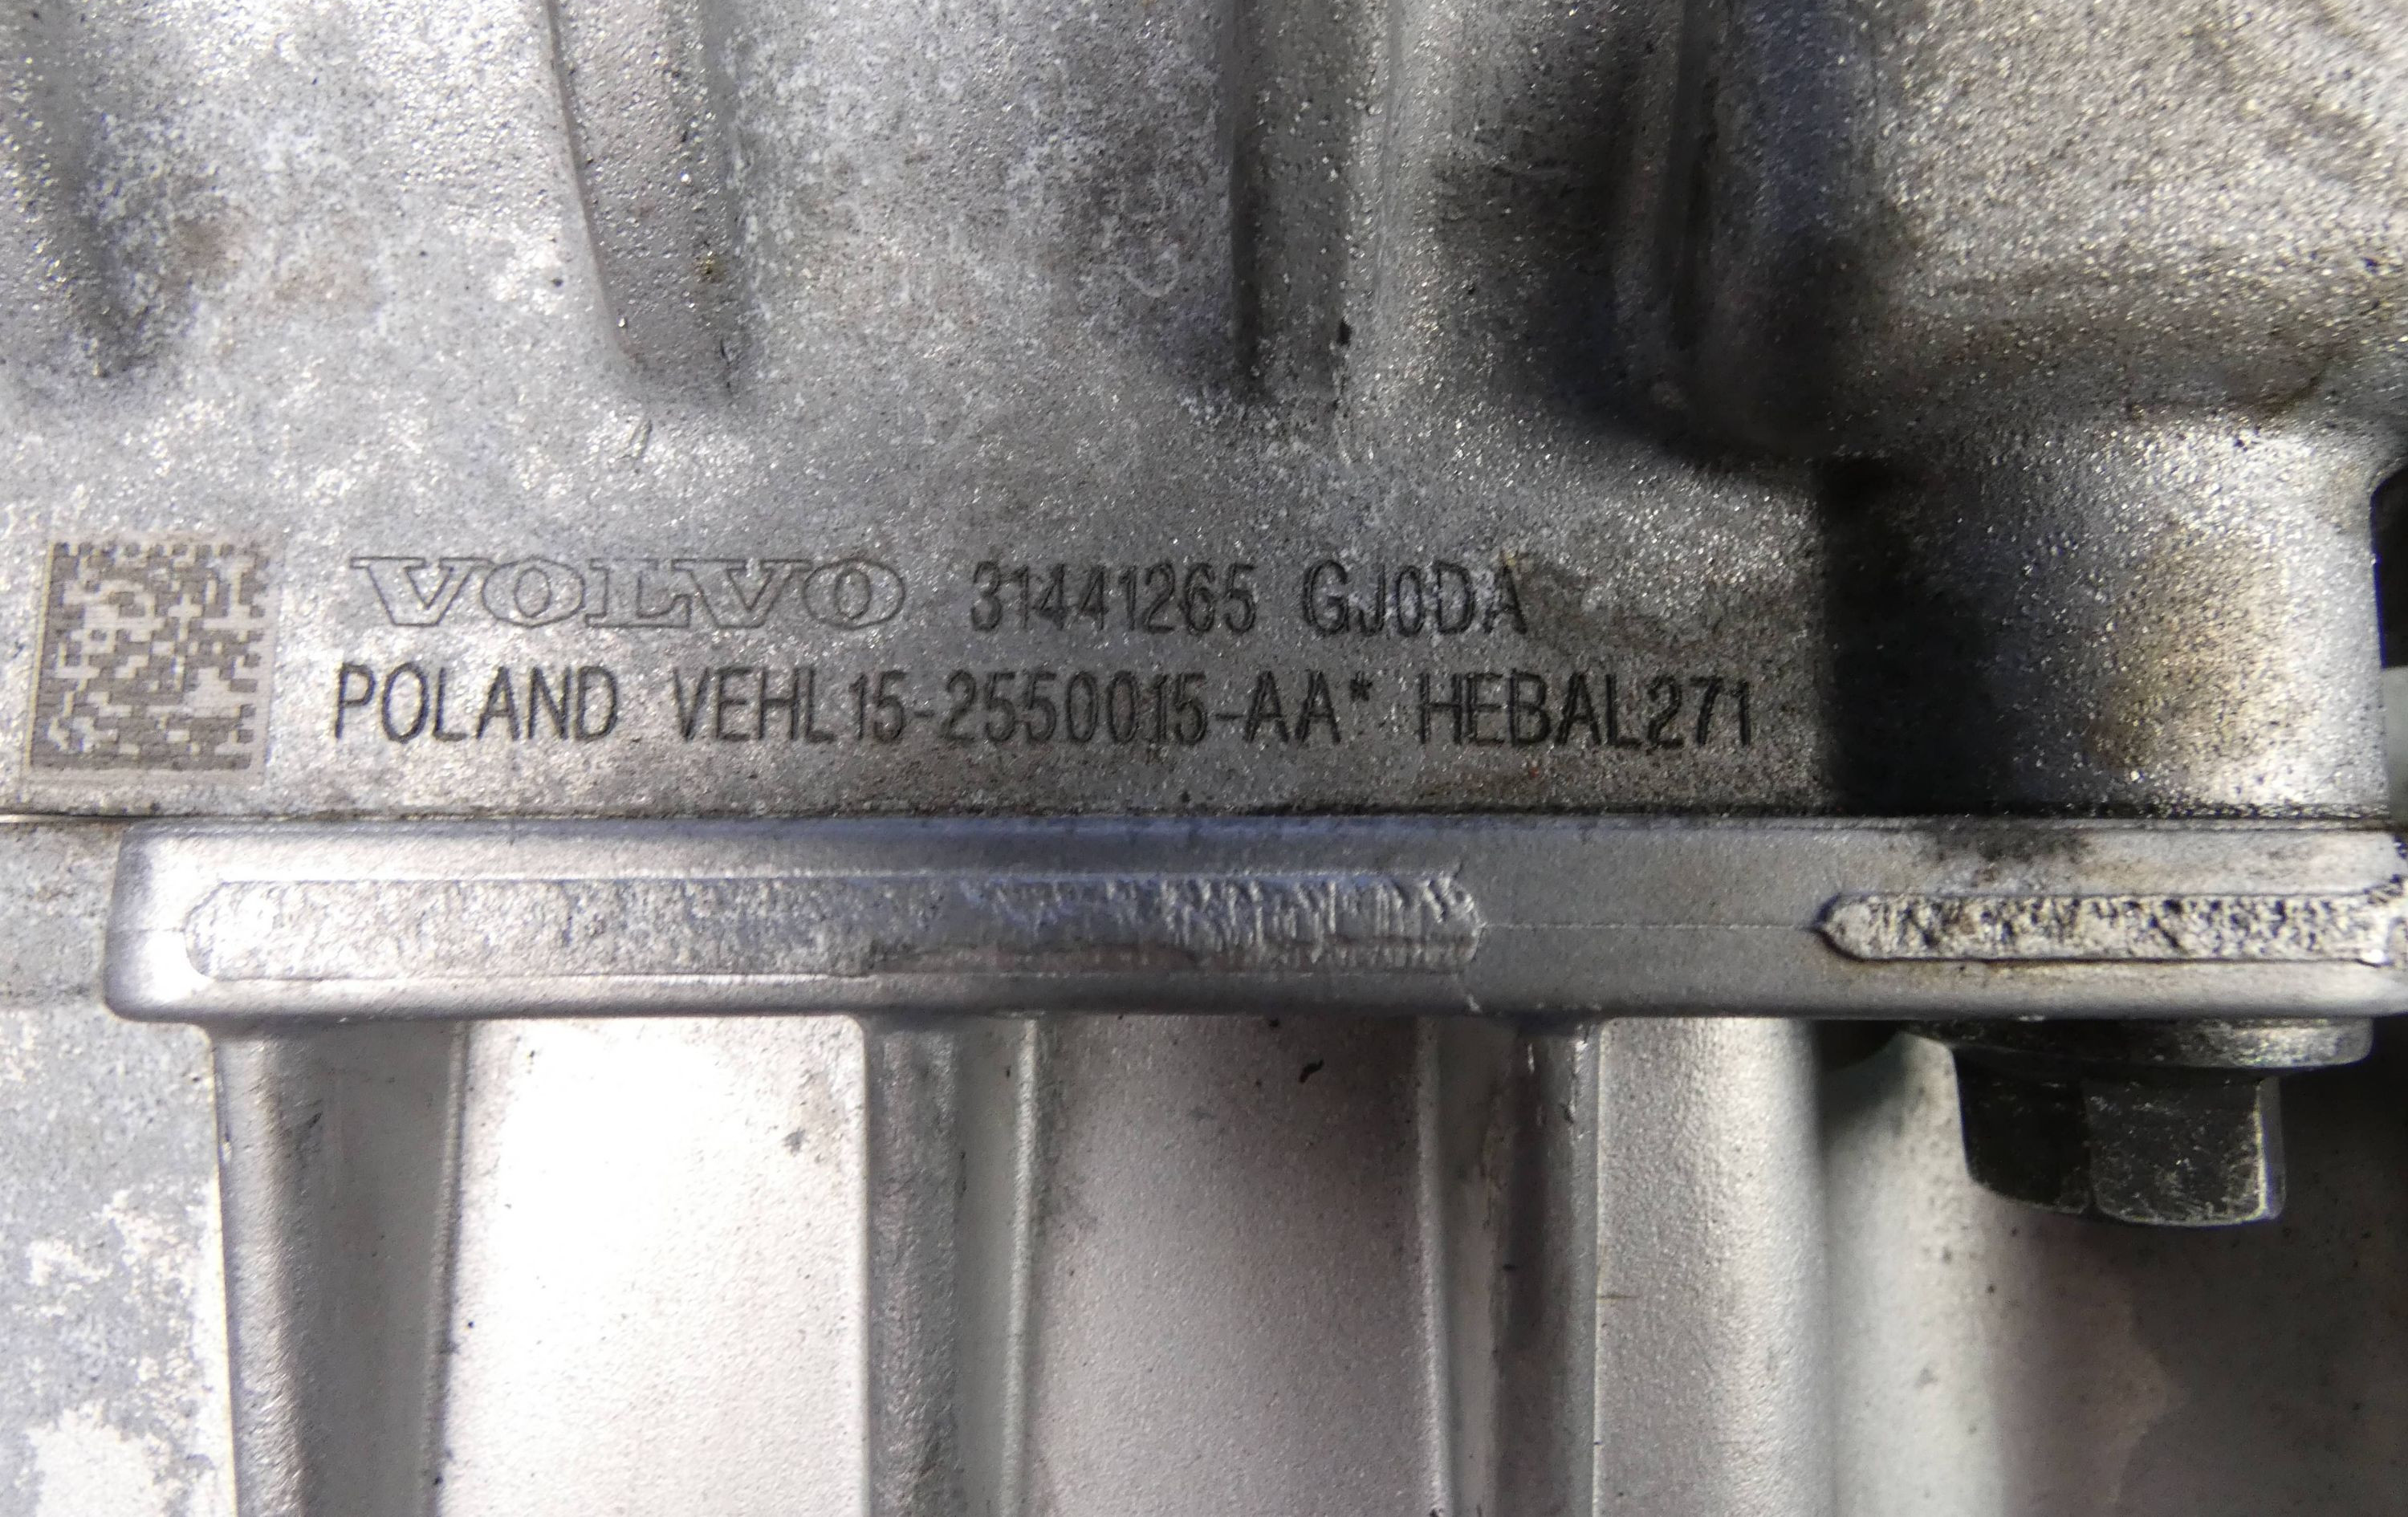 VOLVO 31441265 GJ0DA
POLAND VEHL15-2550015-AA* HEBAL271